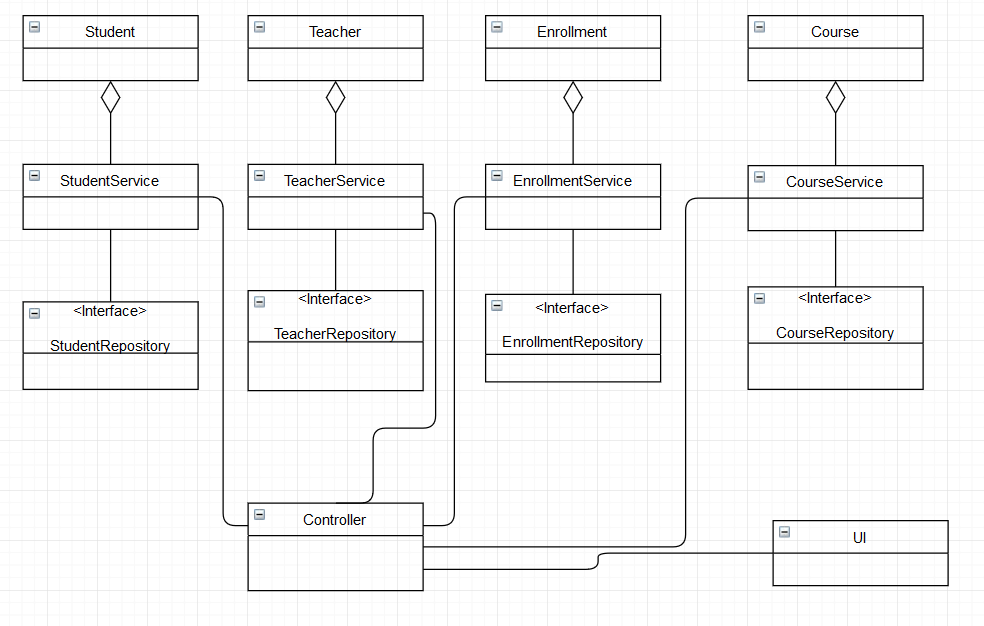 Student
Teacher
Enrollment
Course
StudentService
TeacherService
EnrollmentService
CourseService
<Interface>
StudentRepository
<Interface>
TeacherRepository
<Interface>
EnrollmentRepository
<Interface>
CourseRepository
Controller
UI